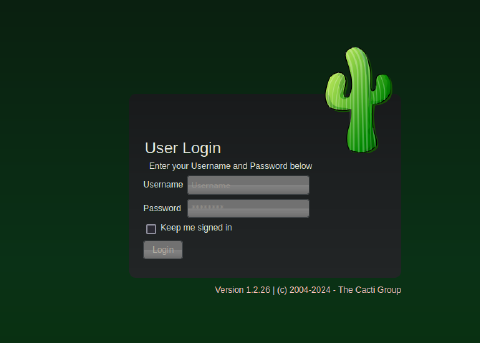 User Login
Enter your Username and Password below
Username Username
Password ********
Keep me signed in
Login
Version 1.2.26 | (c) 2004-2024 - The Cacti Group